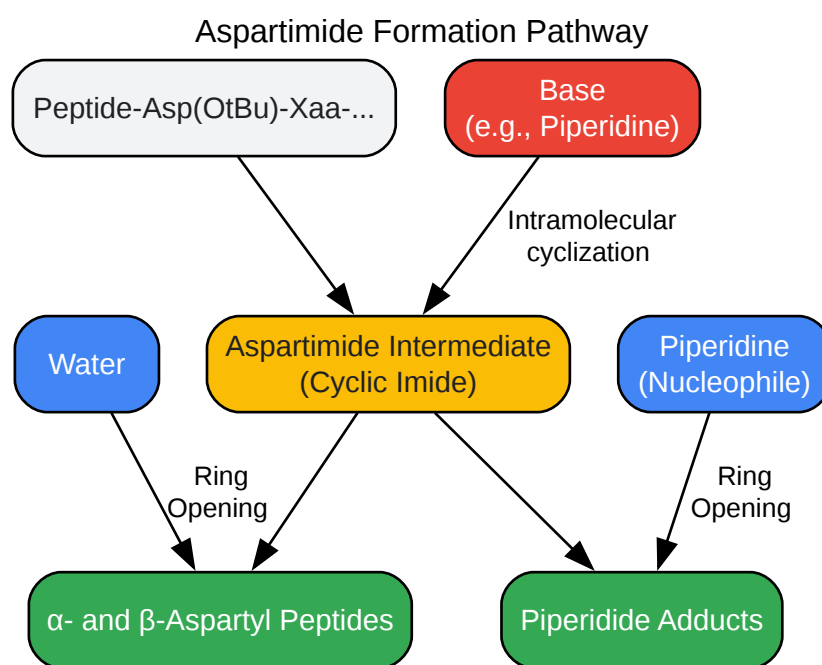 Aspartimide Formation Pathway
Peptide-Asp(OtBu)-Xaa-...
Base
(e.g., Piperidine)
Intramolecular
cyclization
Water
Aspartimide Intermediate
(Cyclic Imide)
Piperidine
(Nucleophile)
Ring
Opening
Ring
Opening
α- and β-Aspartyl Peptides
Piperidide Adducts